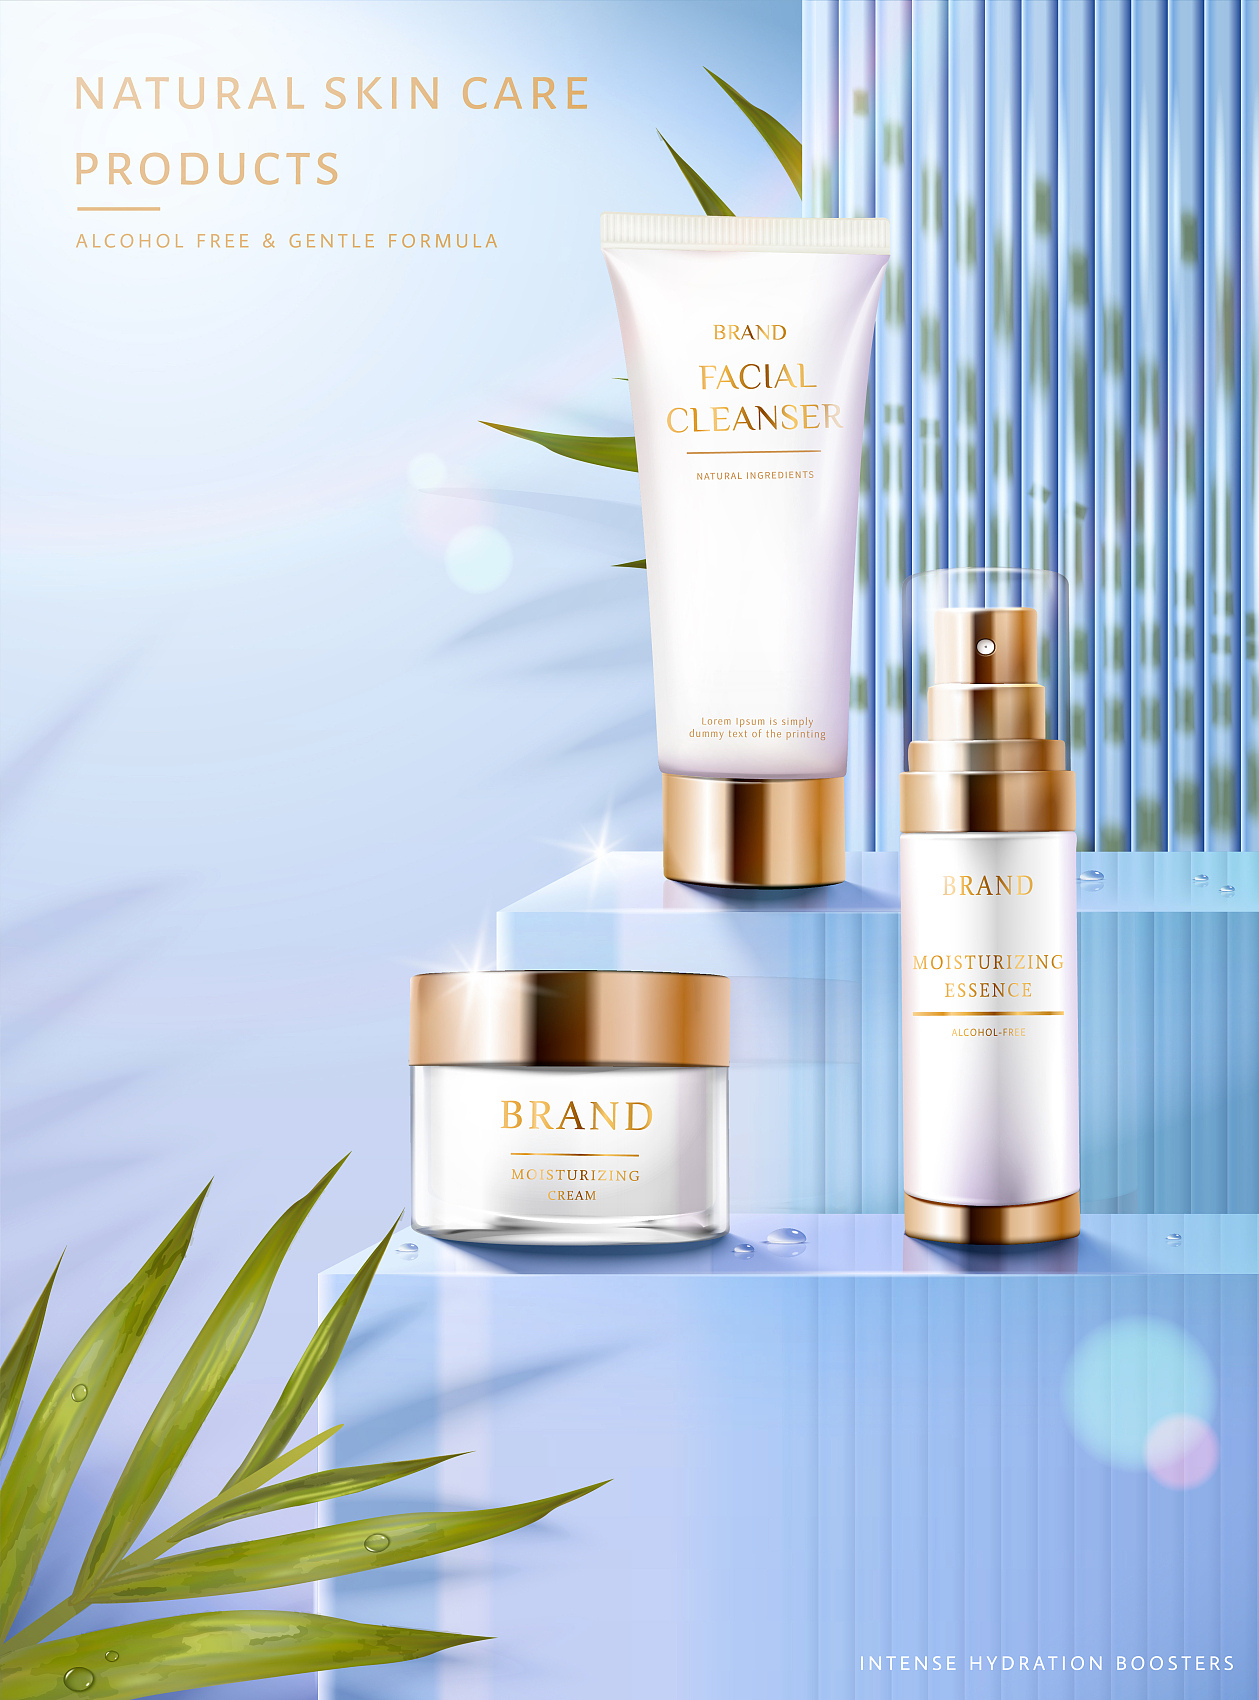 NATURAL SKIN CARE
PRODUCTS
ALCOHOL FREE & GENTLE FORMULA
BRAND
FACIAL
CLEANSER
NATURAL INGREDIENTS
Lorem Ipsum is simply
dummy text of the printing
BRAND
MOISTURIZING
ESSENCE
ALCOHOL-FREE
BRAND
MOISTURIZING
CREAM
INTENSE HYDRATION BOOSTERS